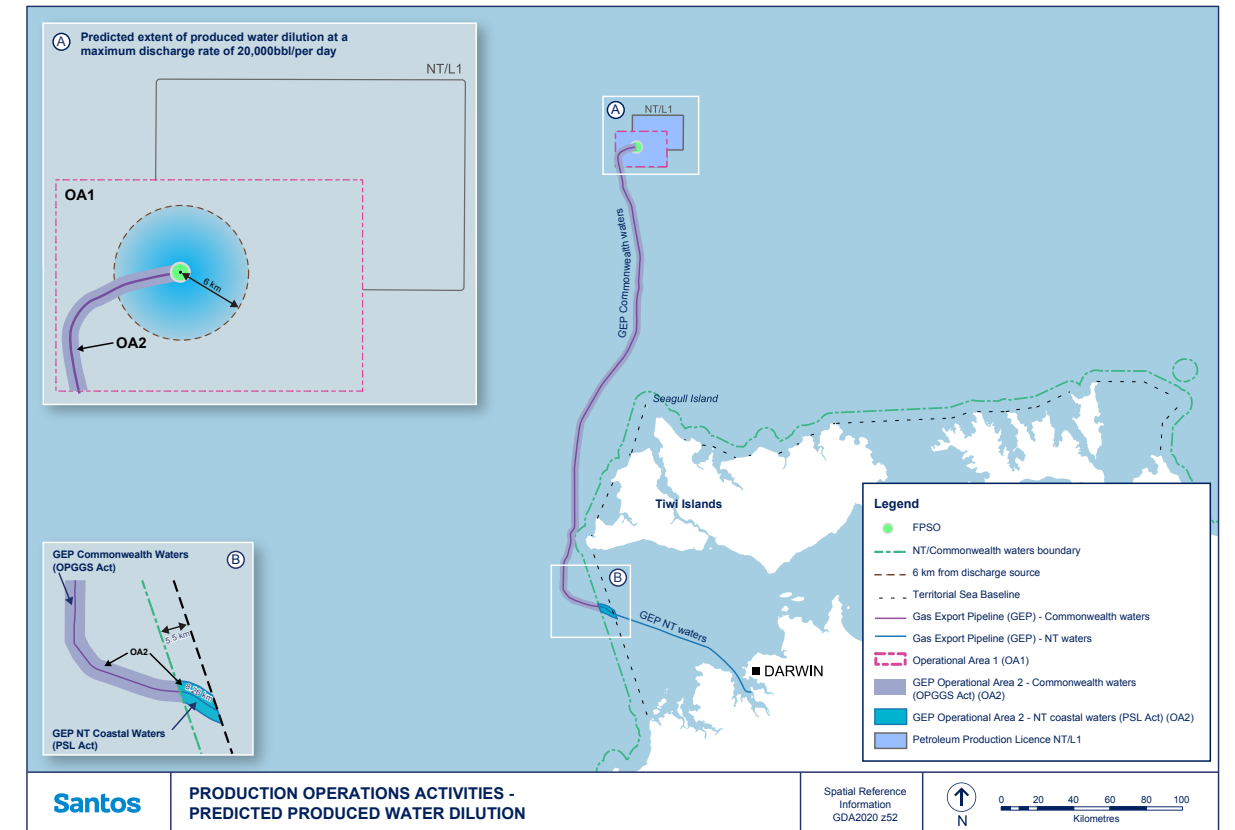 A
Predicted extent of produced water dilution at a
maximum discharge rate of 20,000bbl/per day
NT/L1
OA1
6 km
OA2
A
NT/L1
GEP Commonwealth waters
Seagull Island
Tiwi Islands
B
GEP NT waters
DARWIN
GEP Commonwealth Waters
(OPGGS Act)
B
5.5 km
OA2
GEP NT Coastal Waters
(PSL Act)
Legend
FPSO
NT/Commonwealth waters boundary
6 km from discharge source
Territorial Sea Baseline
Gas Export Pipeline (GEP) - Commonwealth waters
Gas Export Pipeline (GEP) - NT waters
Operational Area 1 (OA1)
GEP Operational Area 2 - Commonwealth waters
(OPGGS Act) (OA2)
GEP Operational Area 2 - NT coastal waters (PSL Act) (OA2)
Petroleum Production Licence NT/L1
Santos
PRODUCTION OPERATIONS ACTIVITIES -
PREDICTED PRODUCED WATER DILUTION
Spatial Reference
Information
GDA2020 z52
N
0 20 40 60 80 100
Kilometres